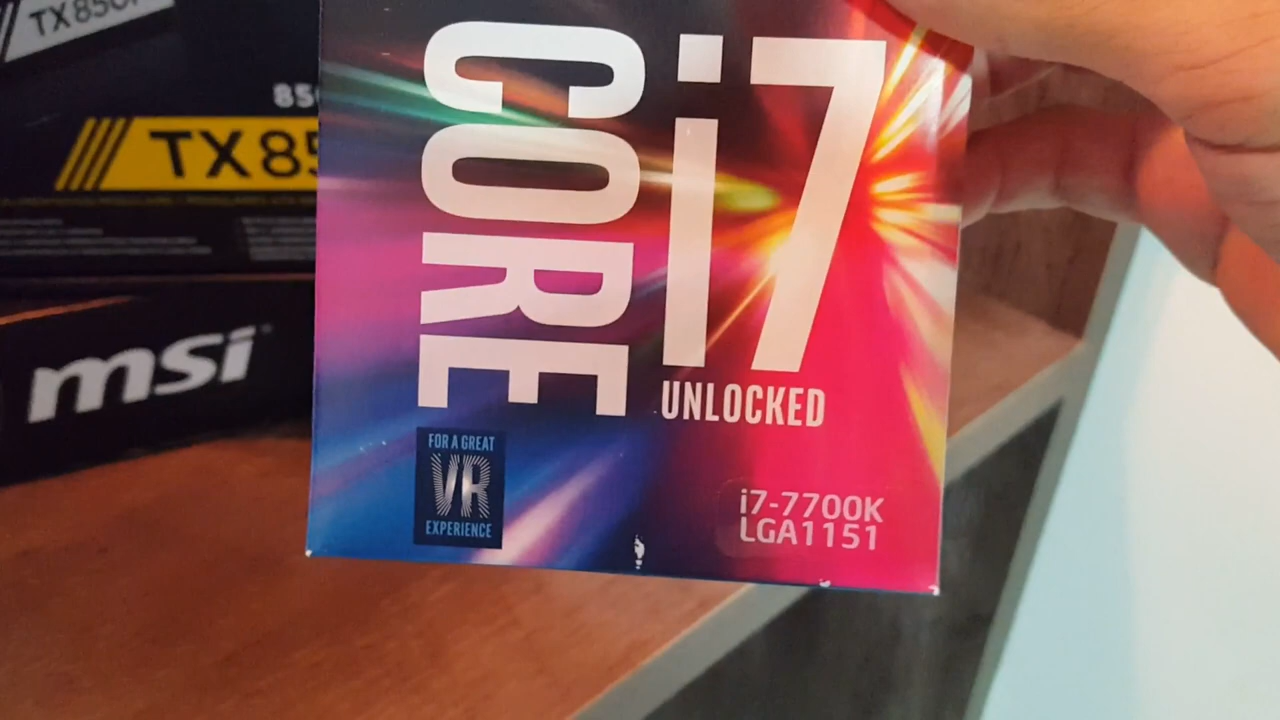 TX850
850
TX85
msi
CORE
i7
UNLOCKED
FOR A GREAT
VR
EXPERIENCE
i7-7700K
LGA1151